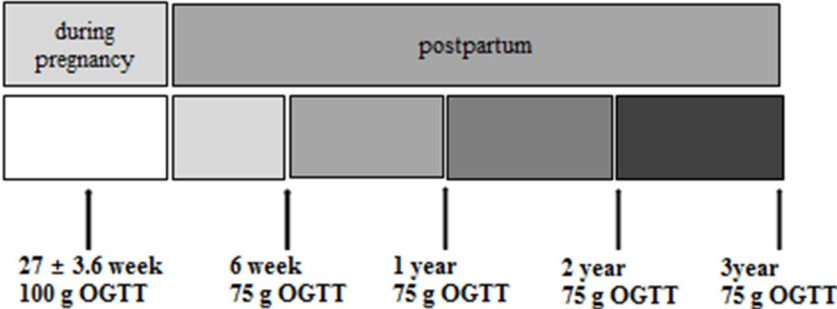 during
pregnancy
postpartum
27 ± 3.6 week
100 g OGTT
6 week
75 g OGTT
1 year
75 g OGTT
2 year
75 g OGTT
3year
75 g OGTT